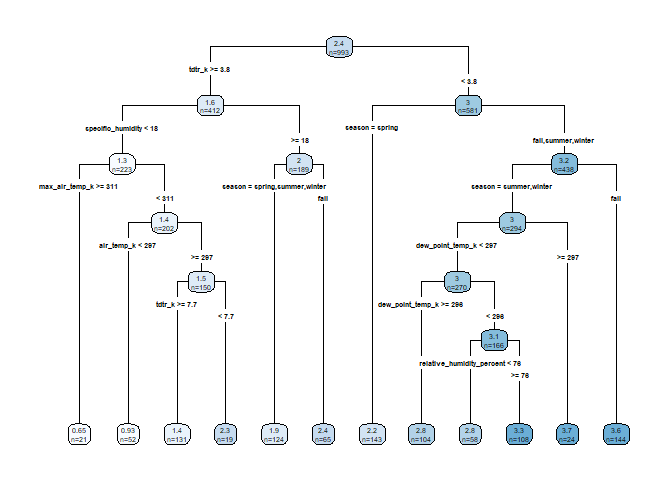 2.4
n=993
tdtr_k >= 3.8
< 3.8
1.6
n=412
3
n=581
specific_humidity < 18
>= 18
season = spring
fall,summer,winter
1.3
n=223
2
n=189
3.2
n=438
max_air_temp_k >= 311
< 311
season = spring,summer,winter
fall
season = summer,winter
fall
1.4
n=202
3
n=294
air_temp_k < 297
>= 297
dew_point_temp_k < 297
>= 297
1.5
n=150
3
n=270
tdtr_k >= 7.7
< 7.7
dew_point_temp_k >= 296
< 296
3.1
n=166
relative_humidity_percent < 76
>= 76
0.65
n=21
0.93
n=52
1.4
n=131
2.3
n=19
1.9
n=124
2.4
n=65
2.2
n=143
2.8
n=104
2.8
n=58
3.3
n=108
3.7
n=24
3.6
n=144